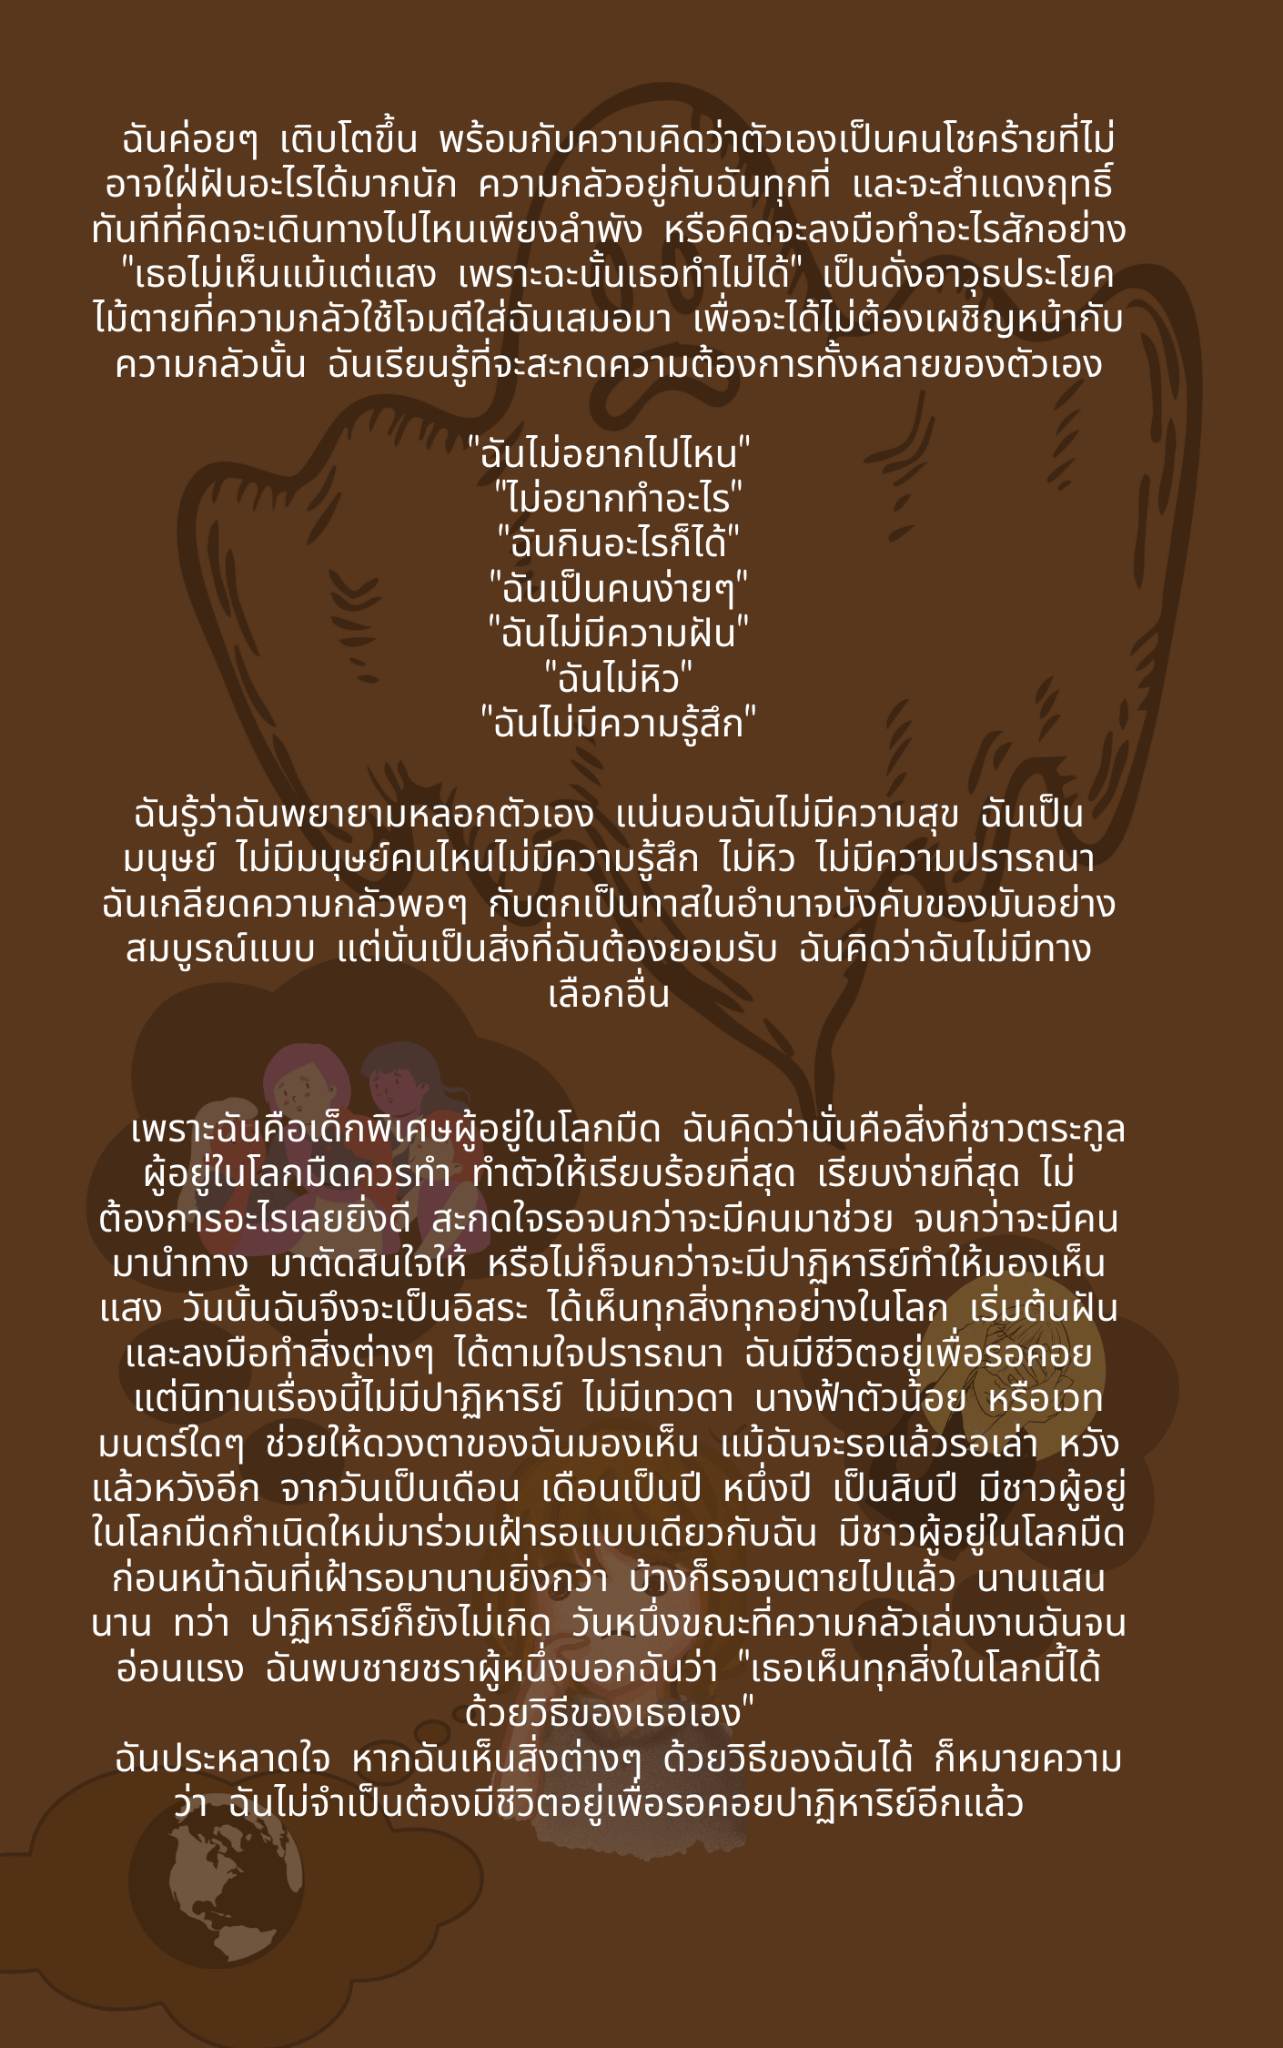 ฉันค่อยๆ เติบโตขึ้น พร้อมกับความคิดว่าตัวเองเป็นคนโชคร้ายที่ไม่
อาจใฝ่ฝันอะไรได้มากนัก ความกลัวอยู่กับฉันทุกที่ และจะสำแดงฤทธิ์
ทันทีที่คิดจะเดินทางไปไหนเพียงลำพัง หรือคิดจะลงมือทำอะไรสักอย่าง
"เธอไม่เห็นแม้แต่แสง เพราะฉะนั้นเธอทำไม่ได้" เป็นดั่งอาวุธประโยค
ไม้ตายที่ความกลัวใช้โจมตีใส่ฉันเสมอมา เพื่อจะได้ไม่ต้องเผชิญหน้ากับ
ความกลัวนั้น ฉันเรียนรู้ที่จะสะกดความต้องการทั้งหลายของตัวเอง
"ฉันไม่อยากไปไหน"
"ไม่อยากทำอะไร"
"ฉันกินอะไรก็ได้"
"ฉันเป็นคนง่ายๆ"
"ฉันไม่มีความฝัน"
"ฉันไม่หิว"
"ฉันไม่มีความรู้สึก"
ฉันรู้ว่าฉันพยายามหลอกตัวเอง แน่นอนฉันไม่มีความสุข ฉันเป็น
มนุษย์ ไม่มีมนุษย์คนไหนไม่มีความรู้สึก ไม่หิว ไม่มีความปรารถนา
ฉันเกลียดความกลัวพอๆ กับตกเป็นทาสในอำนาจบังคับของมันอย่าง
สมบูรณ์แบบ แต่นั่นเป็นสิ่งที่ฉันต้องยอมรับ ฉันคิดว่าฉันไม่มีทาง
เลือกอื่น
เพราะฉันคือเด็กพิเศษผู้อยู่ในโลกมืด ฉันคิดว่านั่นคือสิ่งที่ชาวตระกูล
ผู้อยู่ในโลกมืดควรทำ ทำตัวให้เรียบร้อยที่สุด เรียบง่ายที่สุด ไม่
ต้องการอะไรเลยยิ่งดี สะกดใจรอจนกว่าจะมีคนมาช่วย จนกว่าจะมีคน
มานำทาง มาตัดสินใจให้ หรือไม่ก็จนกว่าจะมีปาฏิหาริย์ทำให้มองเห็น
แสง วันนั้นฉันจึงจะเป็นอิสระ ได้เห็นทุกสิ่งทุกอย่างในโลก เริ่มต้นฝัน
และลงมือทำสิ่งต่างๆ ได้ตามใจปรารถนา ฉันมีชีวิตอยู่เพื่อรอคอย
แต่นิทานเรื่องนี้ไม่มีปาฏิหาริย์ ไม่มีเทวดา นางฟ้าตัวน้อย หรือเวท
มนตร์ใดๆ ช่วยให้ดวงตาของฉันมองเห็น แม้ฉันจะรอแล้วรอเล่า หวัง
แล้วหวังอีก จากวันเป็นเดือน เดือนเป็นปี หนึ่งปี เป็นสิบปี มีชาวผู้อยู่
ในโลกมืดกำเนิดใหม่มาร่วมเฝ้ารอแบบเดียวกับฉัน มีชาวผู้อยู่ในโลกมืด
ก่อนหน้าฉันที่เฝ้ารอมานานยิ่งกว่า บ้างก็รอจนตายไปแล้ว นานแสน
นาน ทว่า ปาฏิหาริย์ก็ยังไม่เกิด วันหนึ่งขณะที่ความกลัวเล่นงานฉันจน
อ่อนแรง ฉันพบชายชราผู้หนึ่งบอกฉันว่า "เธอเห็นทุกสิ่งในโลกนี้ได้
ด้วยวิธีของเธอเอง"
ฉันประหลาดใจ หากฉันเห็นสิ่งต่างๆ ด้วยวิธีของฉันได้ ก็หมายความ
ว่า ฉันไม่จำเป็นต้องมีชีวิตอยู่เพื่อรอคอยปาฏิหาริย์อีกแล้ว